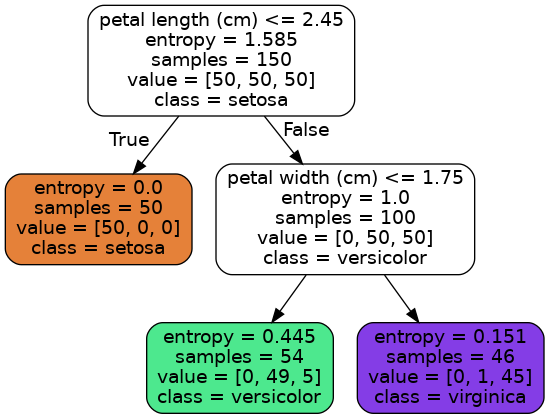 petal length (cm) <= 2.45
entropy = 1.585
samples = 150
value = [50, 50, 50]
class = setosa
True
False
entropy = 0.0
samples = 50
value = [50, 0, 0]
class = setosa
petal width (cm) <= 1.75
entropy = 1.0
samples = 100
value = [0, 50, 50]
class = versicolor
entropy = 0.445
samples = 54
value = [0, 49, 5]
class = versicolor
entropy = 0.151
samples = 46
value = [0, 1, 45]
class = virginica